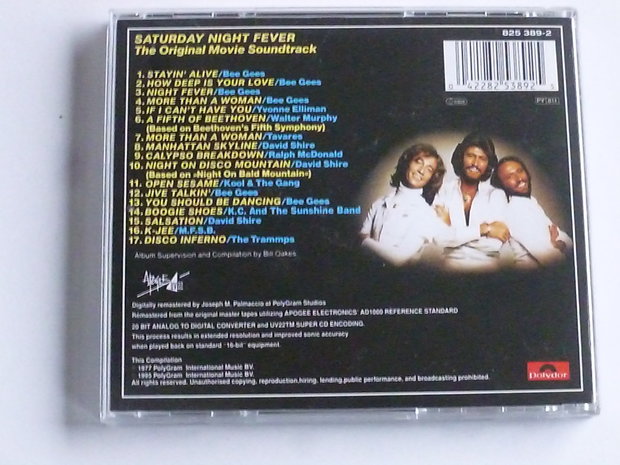 SATURDAY NIGHT FEVER
The Original Movie Soundtrack
825 389-2
1. STAYIN' ALIVE/Bee Gees
2. HOW DEEP IS YOUR LOVE/Bee Gees
3. NIGHT FEVER/Bee Gees
4. MORE THAN A WOMAN/Bee Gees
5. IF I CAN'T HAVE YOU/Yvonne Elliman
6. A FIFTH OF BEETHOVEN/Walter Murphy
(Based on Beethoven's Fifth Symphony)
7. MORE THAN A WOMAN/Tavares
8. MANHATTAN SKYLINE/David Shire
9. CALYPSO BREAKDOWN/Ralph McDonald
10. NIGHT ON DISCO MOUNTAIN/David Shire
(Based on »Night On Bald Mountain«)
11. OPEN SESAME/Kool & The Gang
12. JIVE TALKIN'/Bee Gees
13. YOU SHOULD BE DANCING/Bee Gees
14. BOOGIE SHOES/K.C. And The Sunshine Band
15. SALSATION/David Shire
16. K-JEE/M.F.S.B.
17. DISCO INFERNO/The Trammps
0 42282 53892 5
Album Supervision and Compilation by Bill Oakes
Digitally remastered by Joseph M. Palmaccio at PolyGram Studios
Remastered from the original master tapes utilizing APOGEE ELECTRONICS' AD1000 REFERENCE STANDARD
20 BIT ANALOG TO DIGITAL CONVERTER and UV22TM SUPER CD ENCODING.
This process results in extended resolution and improved sonic accuracy
when played back on standard "16-bit" equipment.
This Compilation
1977 PolyGram International Music BV.
1995 PolyGram International Music BV.
All rights reserved. Unauthorised copying, reproduction,hiring, lending,public performance, and broadcasting prohibited.
Polydor